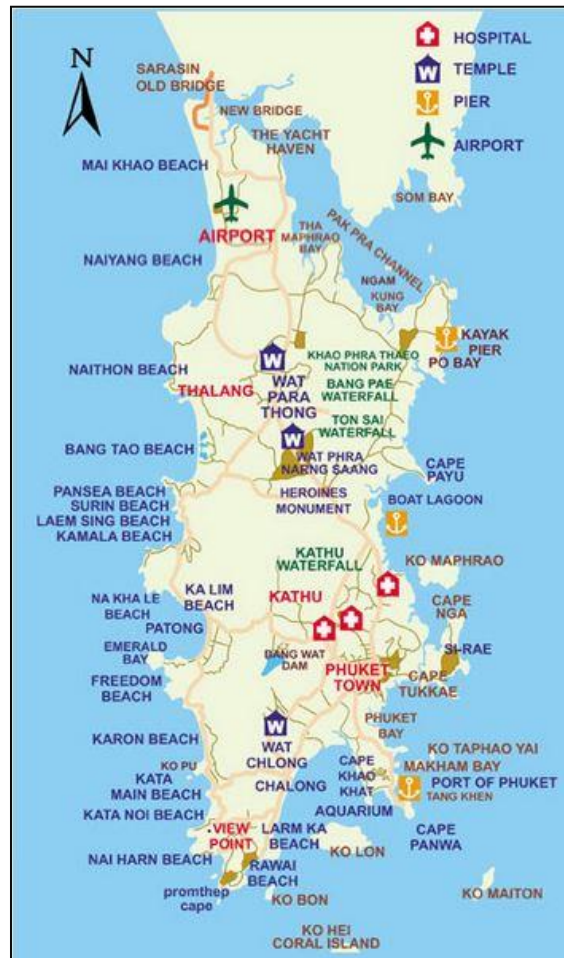 HOSPITAL
TEMPLE
PIER
AIRPORT
N
SARASIN
OLD BRIDGE
NEW BRIDGE
THE YACHT
HAVEN
MAI KHAO BEACH
SOM BAY
AIRPORT
THA
MAPHRAO
BAY
PAK PRA CHANNEL
NAIYANG BEACH
NGAM
KUNG
BAY
KAYAK
PIER
PO BAY
KHAO PHRA THAEO
NATION PARK
NAITHON BEACH
WAT
PARA
THONG
THALANG
BANG PAE
WATERFALL
TON SAI
WATERFALL
BANG TAO BEACH
WAT PHRA
NARNG SAANG
CAPE
PAYU
PANSEA BEACH
SURIN BEACH
LAEM SING BEACH
KAMALA BEACH
HEROINES
MONUMENT
BOAT LAGOON
KATHU
WATERFALL
KO MAPHRAO
KA LIM
BEACH
KATHU
NA KHA LE
BEACH
CAPE
NGA
PATONG
EMERALD
BAY
BANG WAT
DAM
SI-RAE
FREEDOM
BEACH
PHUKET
TOWN
CAPE
TUKKAE
PHUKET
BAY
KARON BEACH
WAT
CHLONG
KO TAPHAO YAI
MAKHAM BAY
KO PU
KATA
MAIN BEACH
CHALONG
CAPE
KHAO
KHAT
PORT OF PHUKET
TANG KHEN
KATA NOI BEACH
AQUARIUM
VIEW
POINT
LARM KA
BEACH
CAPE
PANWA
NAI HARN BEACH
KO LON
RAWAI
BEACH
promthep
cape
KO BON
KO MAITON
KO HEI
CORAL ISLAND